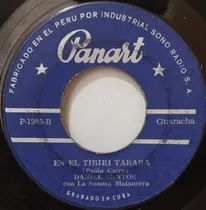 FABRICADO EN EL PERU POR INDUSTRIAL SONO RADIO S. A.
Panart
P-1985-B
Guaracha
EN EL TIBIRI TABARA
(Pablo Cairo)
DANIEL SANTOS
con La Sonora Matancera
GRABADO EN CUBA